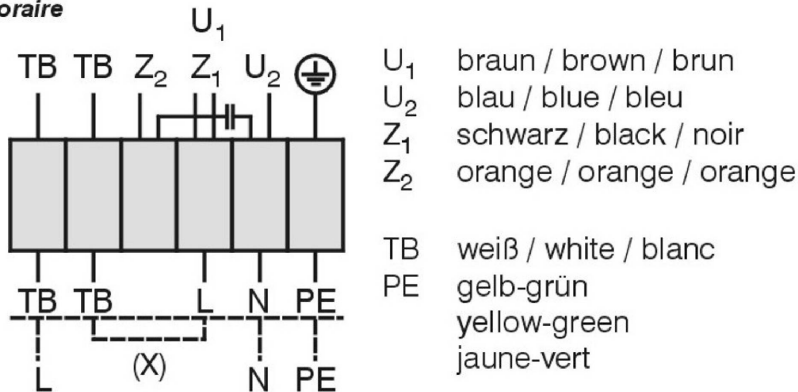 oraire
U₁
TB TB Z₂ Z₁ U₂
TB TB L N PE
(X)
L N PE
U₁ braun / brown / brun
U₂ blau / blue / bleu
Z₁ schwarz / black / noir
Z₂ orange / orange / orange
TB weiß / white / blanc
PE gelb-grün
yellow-green
jaune-vert